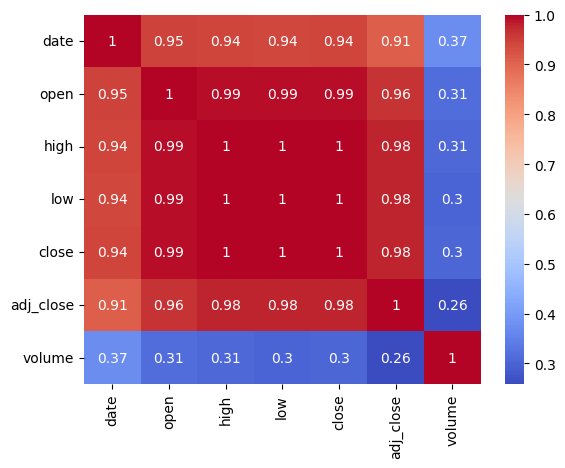 date 1 0.95 0.94 0.94 0.94 0.91 0.37
open 0.95 1 0.99 0.99 0.99 0.96 0.31
high 0.94 0.99 1 1 1 0.98 0.31
low 0.94 0.99 1 1 1 0.98 0.3
close 0.94 0.99 1 1 1 0.98 0.3
adj_close 0.91 0.96 0.98 0.98 0.98 1 0.26
volume 0.37 0.31 0.31 0.3 0.3 0.26 1
date open high low close adj_close volume
1.0
0.9
0.8
0.7
0.6
0.5
0.4
0.3